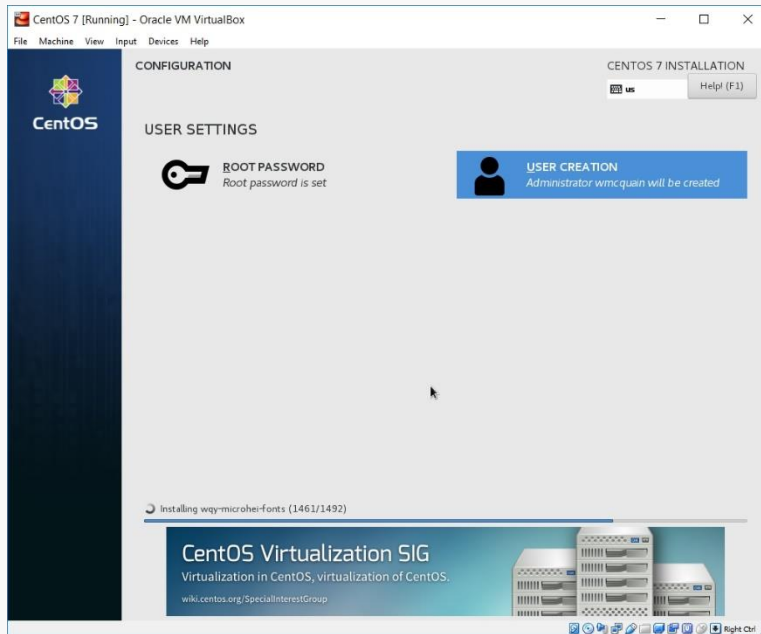 CentOS 7 [Running] - Oracle VM VirtualBox
File Machine View Input Devices Help
CentOS
CONFIGURATION
CENTOS 7 INSTALLATION
us
Help! (F1)
USER SETTINGS
ROOT PASSWORD
Root password is set
USER CREATION
Administrator wmcquain will be created
Installing wqy-microhei-fonts (1461/1492)
CentOS Virtualization SIG
Virtualization in CentOS, virtualization of CentOS.
wiki.centos.org/SpecialInterestGroup
Right Ctrl